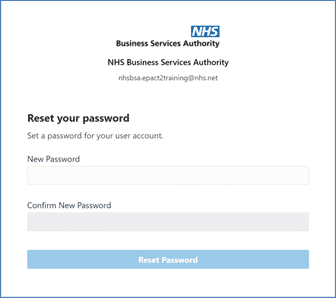 NHS
Business Services Authority
NHS Business Services Authority
nhsbsa.epact2training@nhs.net
Reset your password
Set a password for your user account.
New Password
Confirm New Password
Reset Password